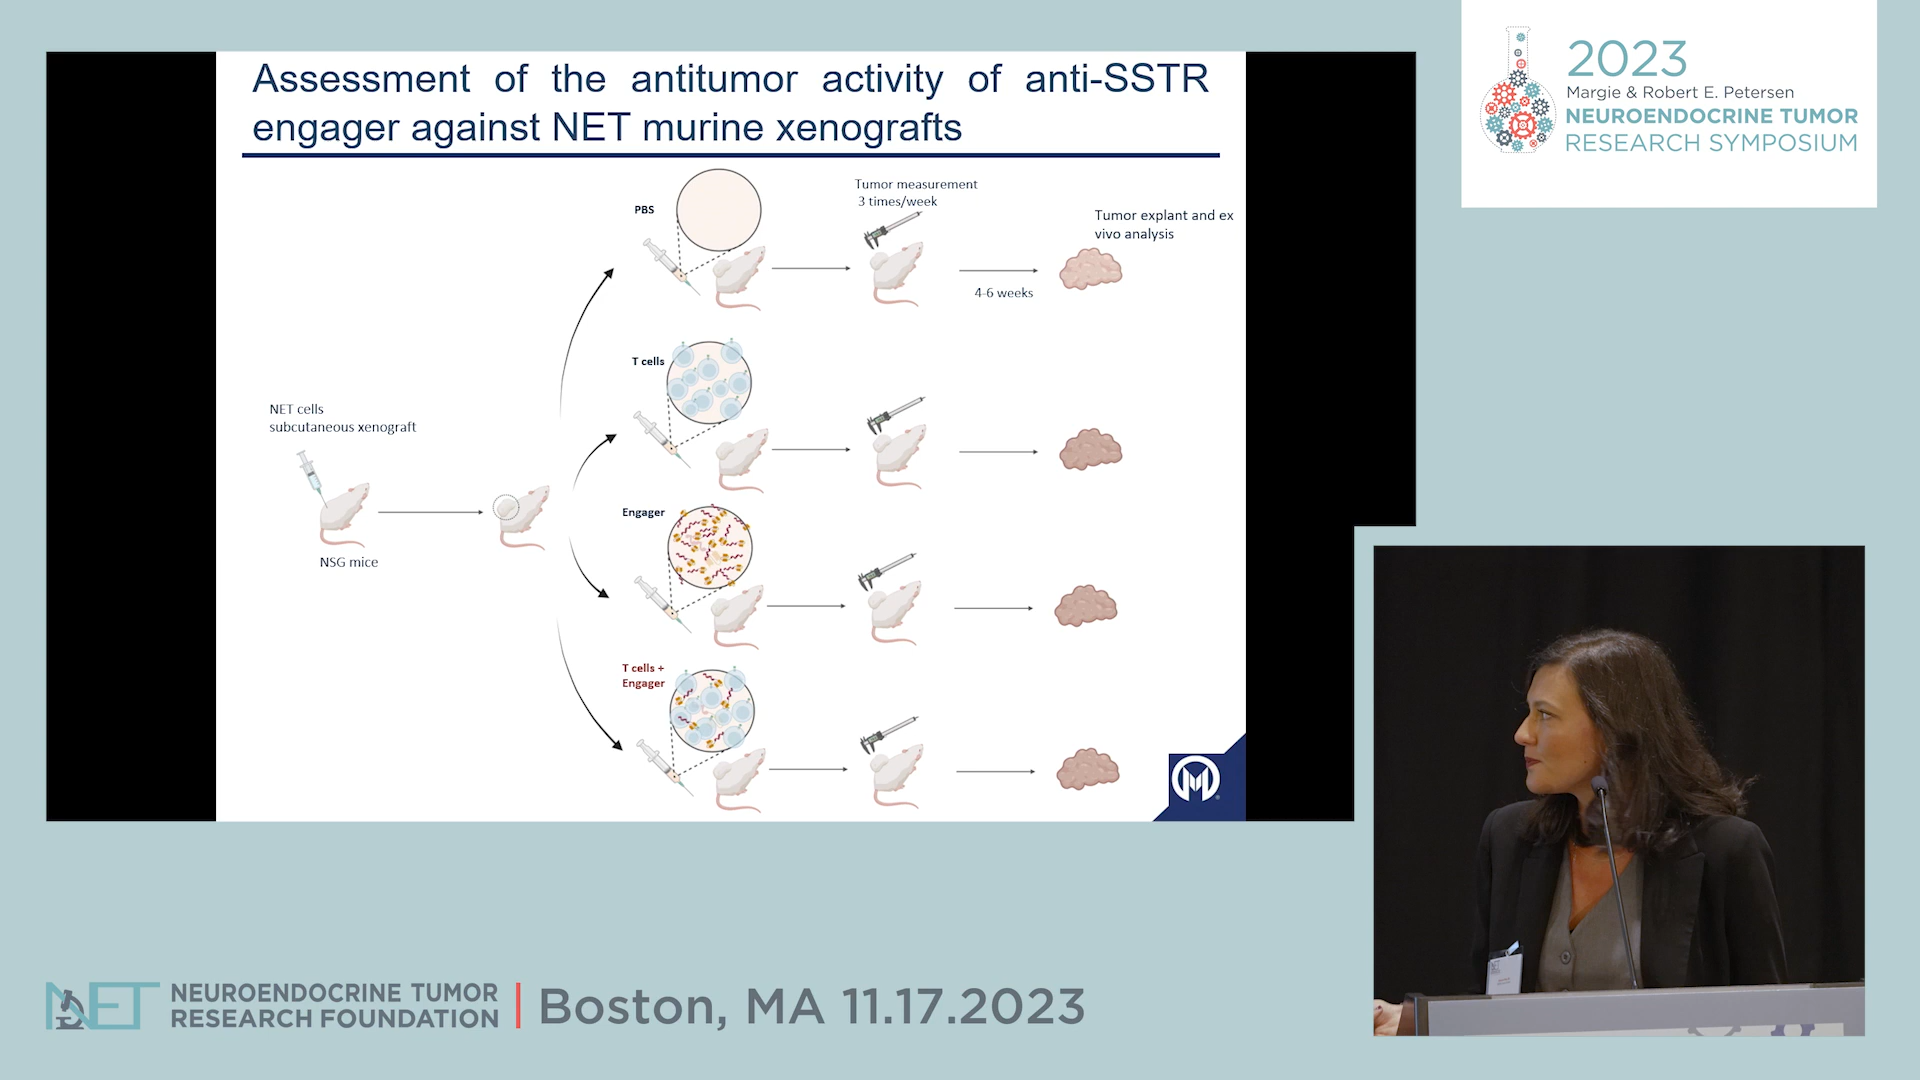 Assessment of the antitumor activity of anti-SSTR
engager against NET murine xenografts
PBS
Tumor measurement
3 times/week
Tumor explant and ex
vivo analysis
4-6 weeks
T cells
NET cells
subcutaneous xenograft
NSG mice
Engager
T cells +
Engager
2023
Margie & Robert E. Petersen
NEUROENDOCRINE TUMOR
RESEARCH SYMPOSIUM
NET
NEUROENDOCRINE TUMOR
RESEARCH FOUNDATION
Boston, MA 11.17.2023